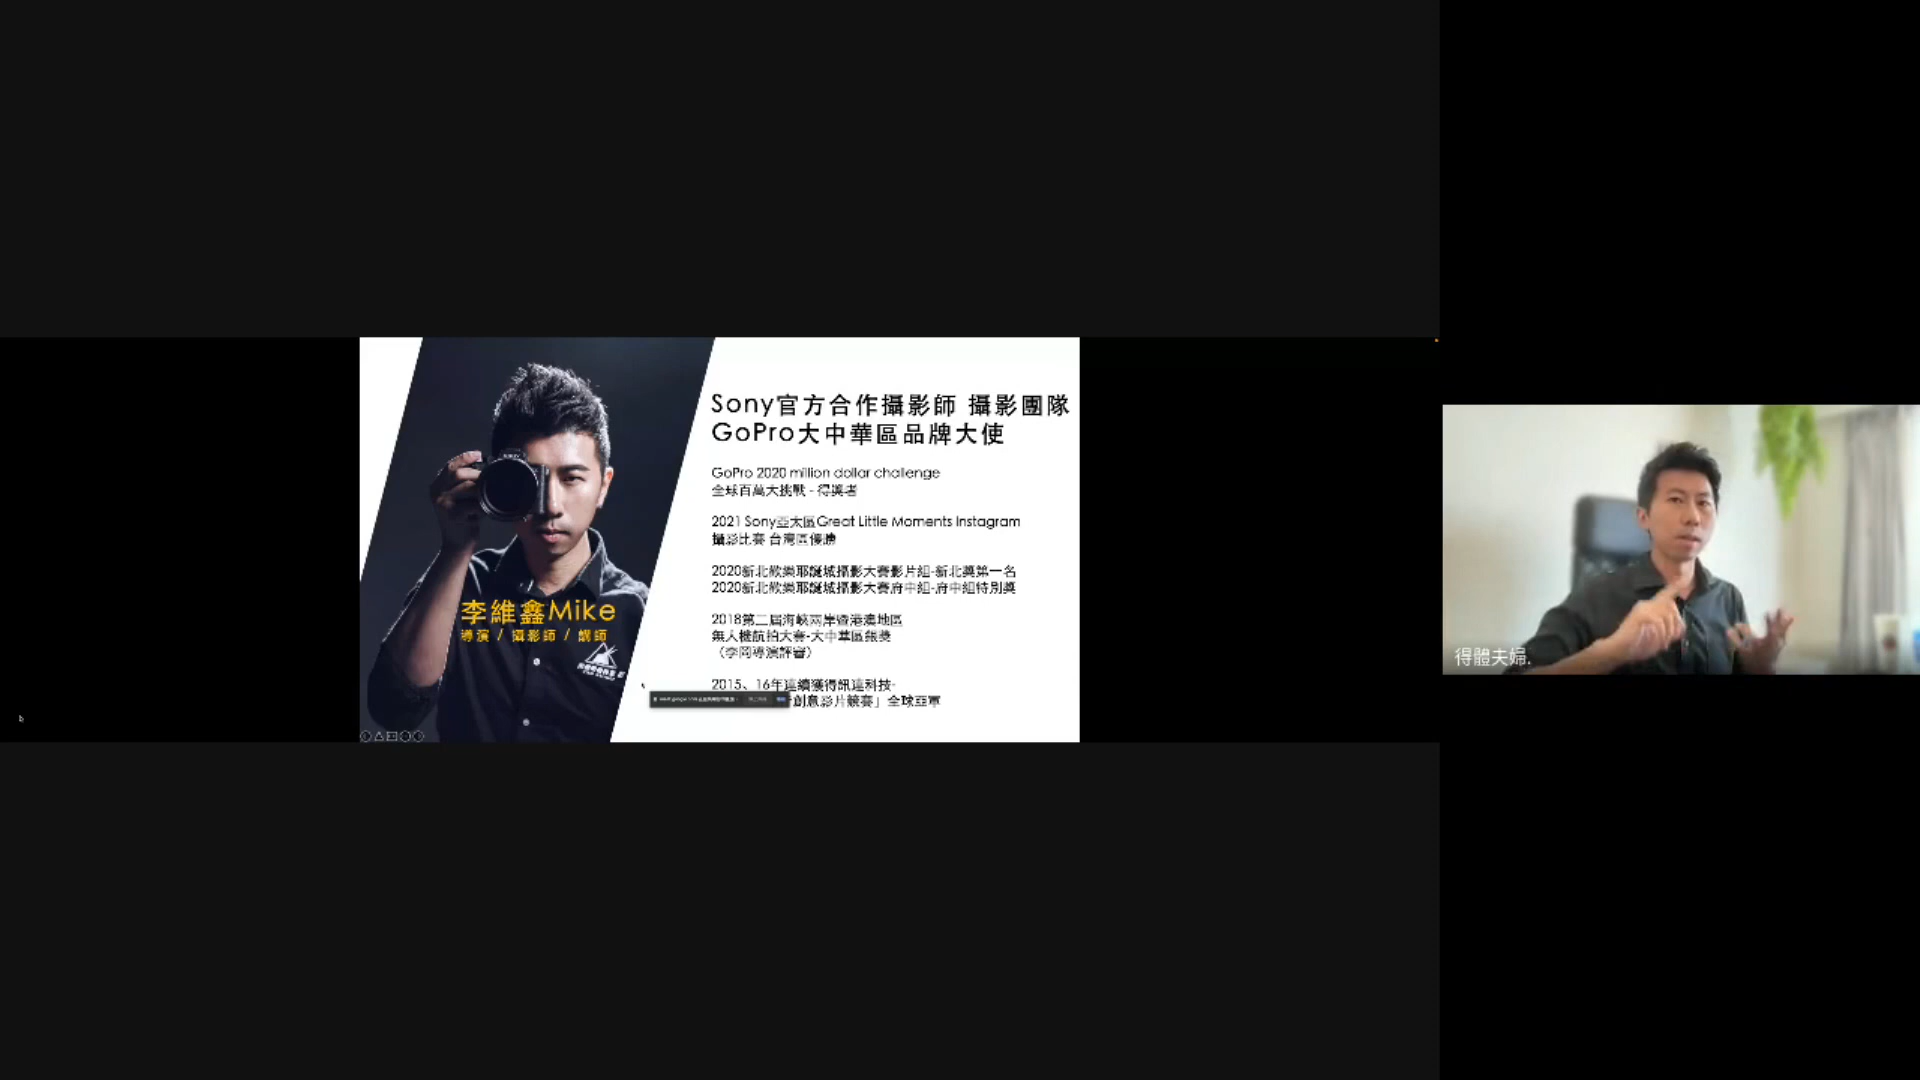 Sony官方合作攝影師 攝影團隊
GoPro大中華區品牌大使
GoPro 2020 million dollar challenge
全球百萬大挑戰 - 得獎者
2021 Sony亞太區Great Little Moments Instagram
攝影比賽 台灣區優勝
2020新北歡樂耶誕城攝影大賽影片組-新北獎第一名
2020新北歡樂耶誕城攝影大賽府中組-府中組特別獎
2018第二屆海峽兩岸暨港澳地區
無人機航拍大賽-大中華區銀獎
（李岡導演評審）
2015、16年連續獲得訊連科技-
創意影片競賽」全球亞軍
李維鑫Mike
導演 / 攝影師 / 講師
得體夫婦.